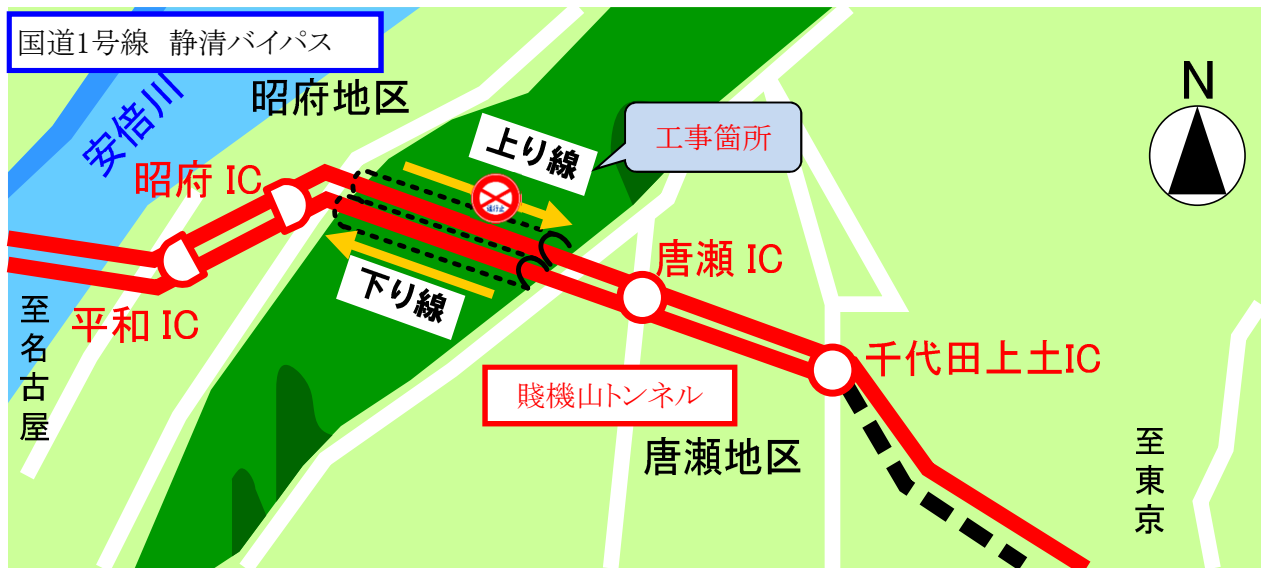 国道1号線　静清バイパス
安倍川
昭府地区
上り線
工事箇所
N
昭府 IC
通行止
唐瀬 IC
下り線
至名古屋
平和 IC
千代田上土IC
賤機山トンネル
唐瀬地区
至東京